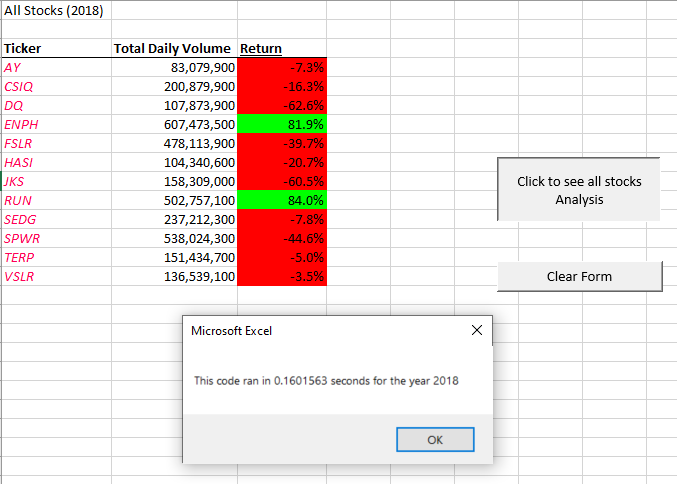 All Stocks (2018)
Ticker Total Daily Volume Return
AY 83,079,900 -7.3%
CSIQ 200,879,900 -16.3%
DQ 107,873,900 -62.6%
ENPH 607,473,500 81.9%
FSLR 478,113,900 -39.7%
HASI 104,340,600 -20.7%
JKS 158,309,000 -60.5%
RUN 502,757,100 84.0%
SEDG 237,212,300 -7.8%
SPWR 538,024,300 -44.6%
TERP 151,434,700 -5.0%
VSLR 136,539,100 -3.5%
Click to see all stocks
Analysis
Clear Form
Microsoft Excel
This code ran in 0.1601563 seconds for the year 2018
OK